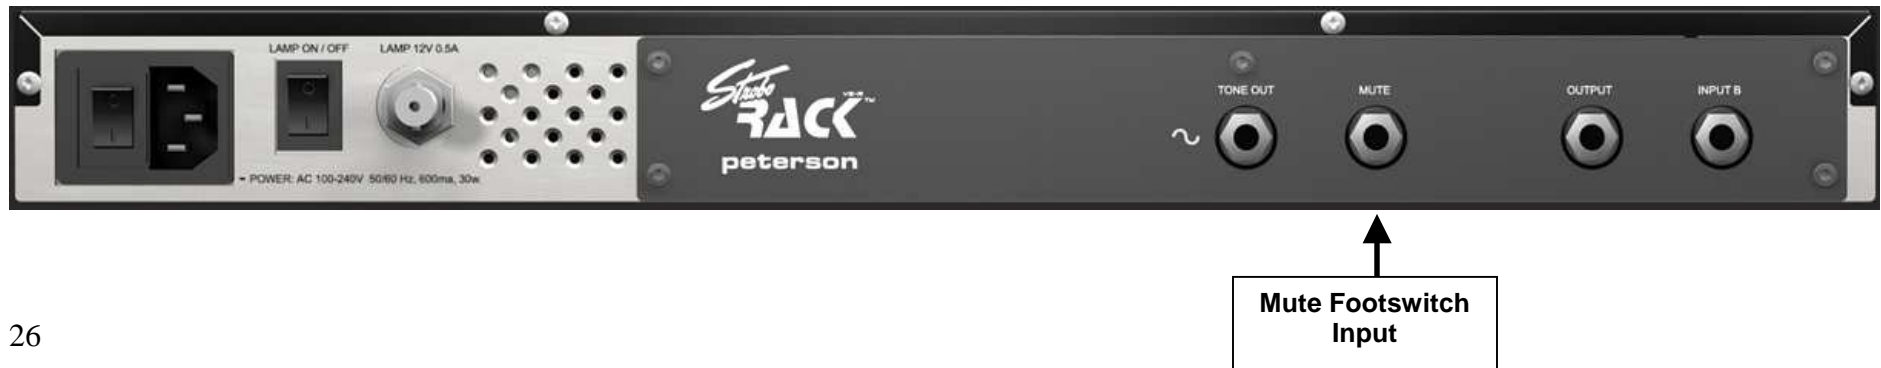 LAMP ON / OFF
LAMP 12V 0.5A
POWER: AC 100-240V 50/60 Hz, 600ma, 30w
Strobo
RACK™
peterson
TONE OUT
MUTE
OUTPUT
INPUT B
Mute Footswitch
Input
26